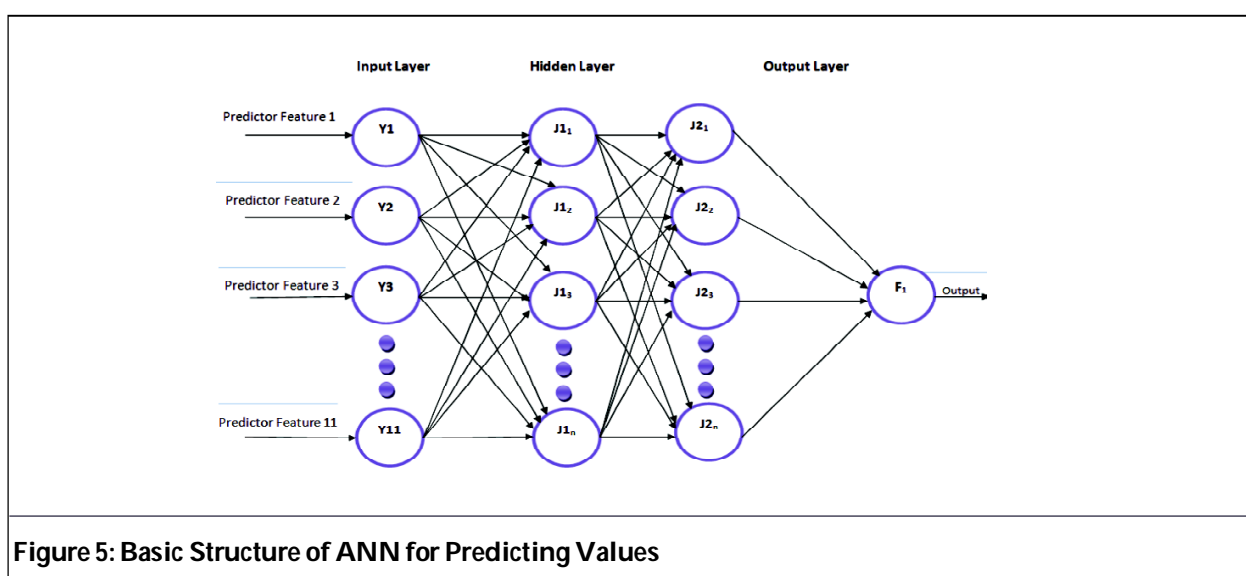 Input Layer Hidden Layer Output Layer
Predictor Feature 1 Y1 J1₁ J2₁
Predictor Feature 2 Y2 J1₂ J2₂
Predictor Feature 3 Y3 J1₃ J2₃ F₁ Output
Predictor Feature 11 Y11 J1ₙ J2ₙ
Figure 5: Basic Structure of ANN for Predicting Values